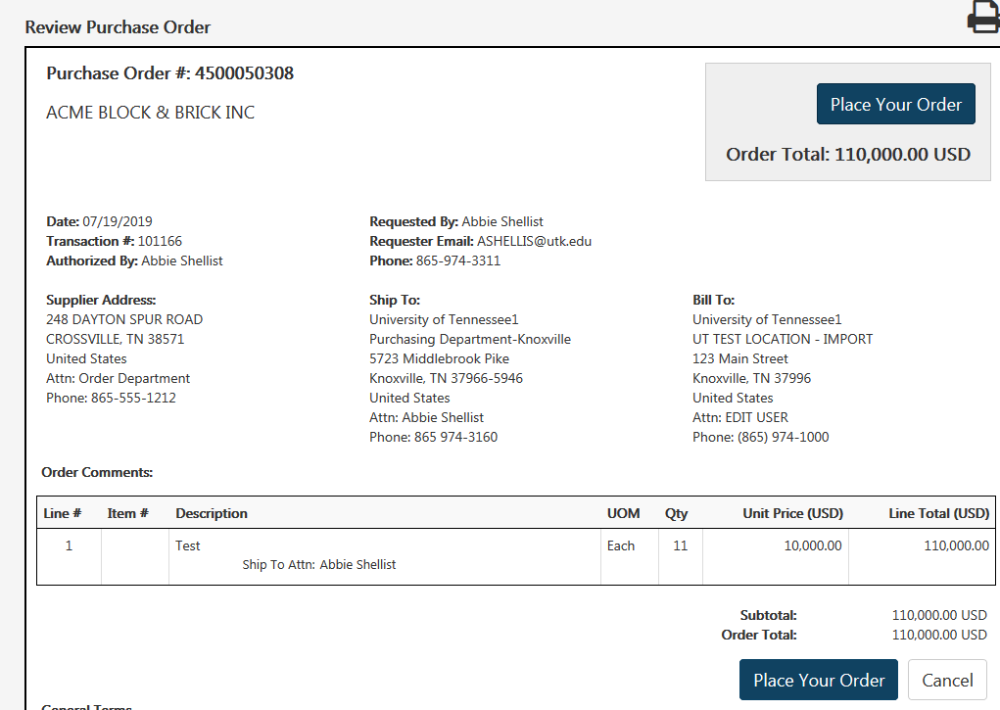 Review Purchase Order
Purchase Order #: 4500050308
ACME BLOCK & BRICK INC
Place Your Order
Order Total: 110,000.00 USD
Date: 07/19/2019
Transaction #: 101166
Authorized By: Abbie Shellist
Requested By: Abbie Shellist
Requester Email: ASHELLIS@utk.edu
Phone: 865-974-3311
Supplier Address:
248 DAYTON SPUR ROAD
CROSSVILLE, TN 38571
United States
Attn: Order Department
Phone: 865-555-1212
Ship To:
University of Tennessee1
Purchasing Department-Knoxville
5723 Middlebrook Pike
Knoxville, TN 37966-5946
United States
Attn: Abbie Shellist
Phone: 865 974-3160
Bill To:
University of Tennessee1
UT TEST LOCATION - IMPORT
123 Main Street
Knoxville, TN 37996
United States
Attn: EDIT USER
Phone: (865) 974-1000
Order Comments:
Line # Item # Description UOM Qty Unit Price (USD) Line Total (USD)
1 Test Each 11 10,000.00 110,000.00
Ship To Attn: Abbie Shellist
Subtotal: 110,000.00 USD
Order Total: 110,000.00 USD
Place Your Order Cancel
General Terms